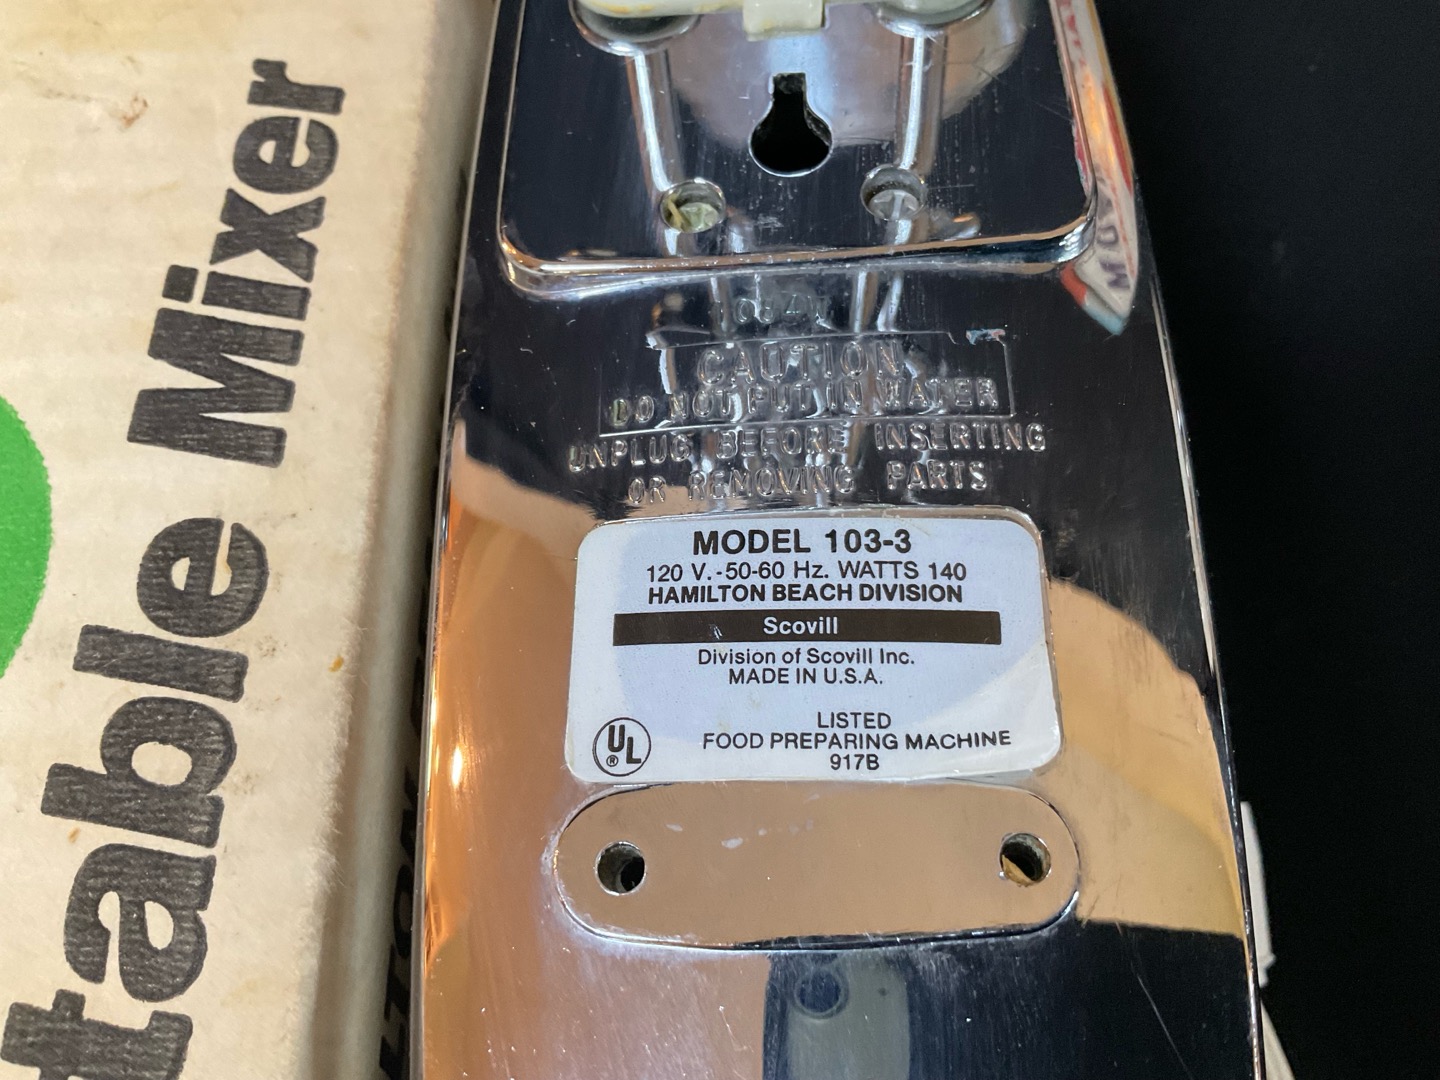 table Mixer
CAUTION
DO NOT PUT IN WATER
UNPLUG BEFORE INSERTING
OR REMOVING PARTS
MODEL 103-3
120 V.-50-60 Hz. WATTS 140
HAMILTON BEACH DIVISION
Scovill
Division of Scovill Inc.
MADE IN U.S.A.
UL
®
LISTED
FOOD PREPARING MACHINE
917B